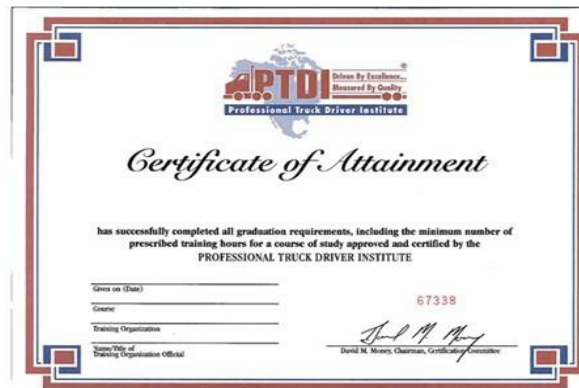 PTDI
®
Driven By Excellence...
Measured By Quality
Professional Truck Driver Institute
Certificate of Attainment
has successfully completed all graduation requirements, including the minimum number of
prescribed training hours for a course of study approved and certified by the
PROFESSIONAL TRUCK DRIVER INSTITUTE
Given on (Date)
Course
Training Organization
Name/Title of
Training Organization Official
67338
David M. Money
David M. Money, Chairman, Certification Committee